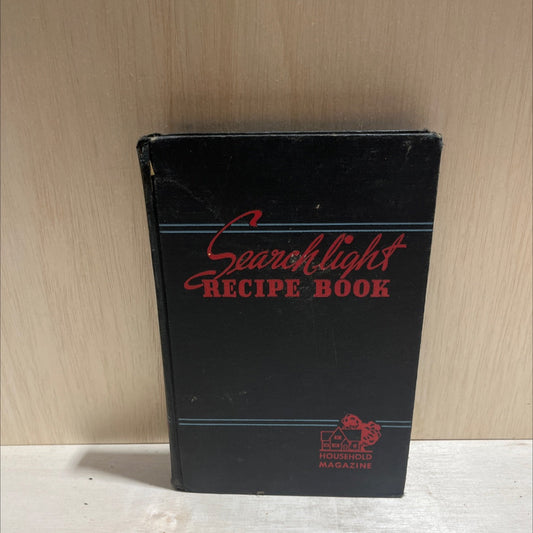 Searchlight
RECIPE BOOK
HOUSEHOLD
MAGAZINE